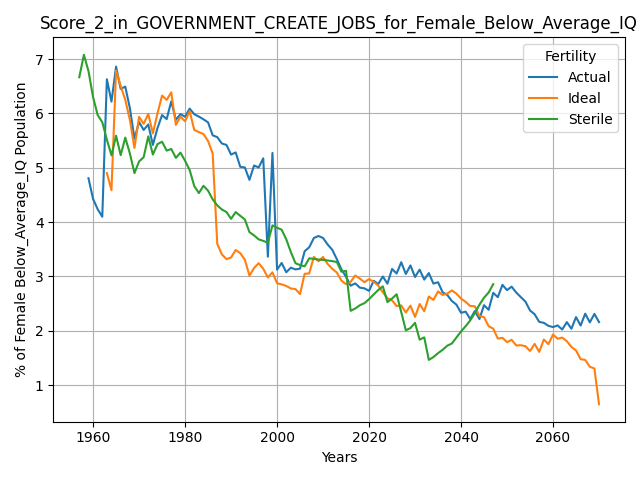 Score_2_in_GOVERNMENT_CREATE_JOBS_for_Female_Below_Average_IQ
% of Female Below_Average_IQ Population
7
6
5
4
3
2
1
Fertility
Actual
Ideal
Sterile
1960 1980 2000 2020 2040 2060
Years